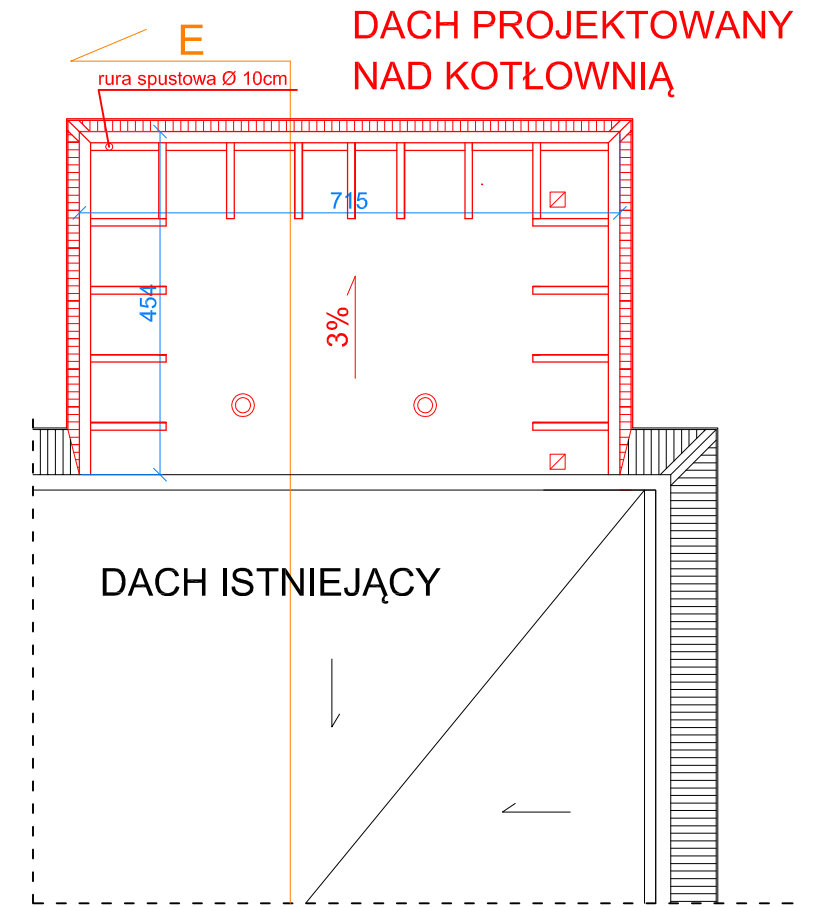 DACH PROJEKTOWANY
NAD KOTŁOWNIĄ
E
rura spustowa Ø 10cm
715
454
3%
DACH ISTNIEJĄCY